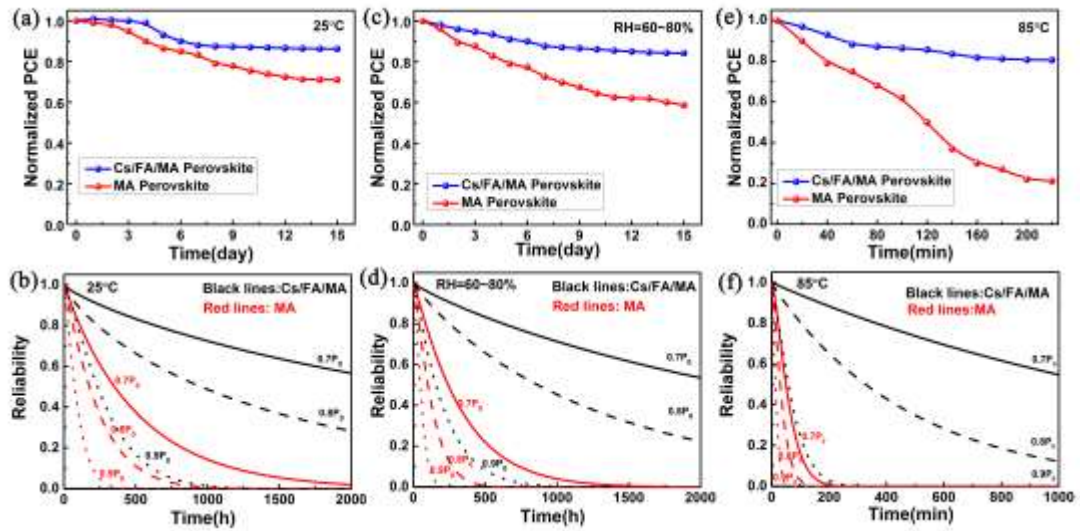 (a)
25°C
Normalized PCE
1.0
0.8
0.6
0.4
0.2
0.0
Cs/FA/MA Perovskite
MA Perovskite
0 3 6 9 12 15
Time(day)
(c)
RH=60~80%
Normalized PCE
1.0
0.8
0.6
0.4
0.2
0.0
Cs/FA/MA Perovskite
MA Perovskite
0 3 6 9 12 15
Time(day)
(e)
85°C
Normalized PCE
1.0
0.8
0.6
0.4
0.2
0.0
Cs/FA/MA Perovskite
MA Perovskite
0 40 80 120 160 200
Time(min)
(b)
25°C
Black lines:Cs/FA/MA
Red lines: MA
Reliability
1.0
0.8
0.6
0.4
0.2
0.0
0.7P0
0.8P0
0.7P0
0.8P0
0.9P0
0.9P0
0 500 1000 1500 2000
Time(h)
(d)
RH=60~80%
Black lines:Cs/FA/MA
Red lines: MA
Reliability
1.0
0.8
0.6
0.4
0.2
0.0
0.7P0
0.8P0
0.7P0
0.8P0
0.9P0
0.9P0
0 500 1000 1500 2000
Time(h)
(f)
85°C
Black lines:Cs/FA/MA
Red lines:MA
Reliability
1.0
0.8
0.6
0.4
0.2
0.0
0.7P0
0.8P0
0.9P0
0.7P0
0 200 400 600 800 1000
Time(min)